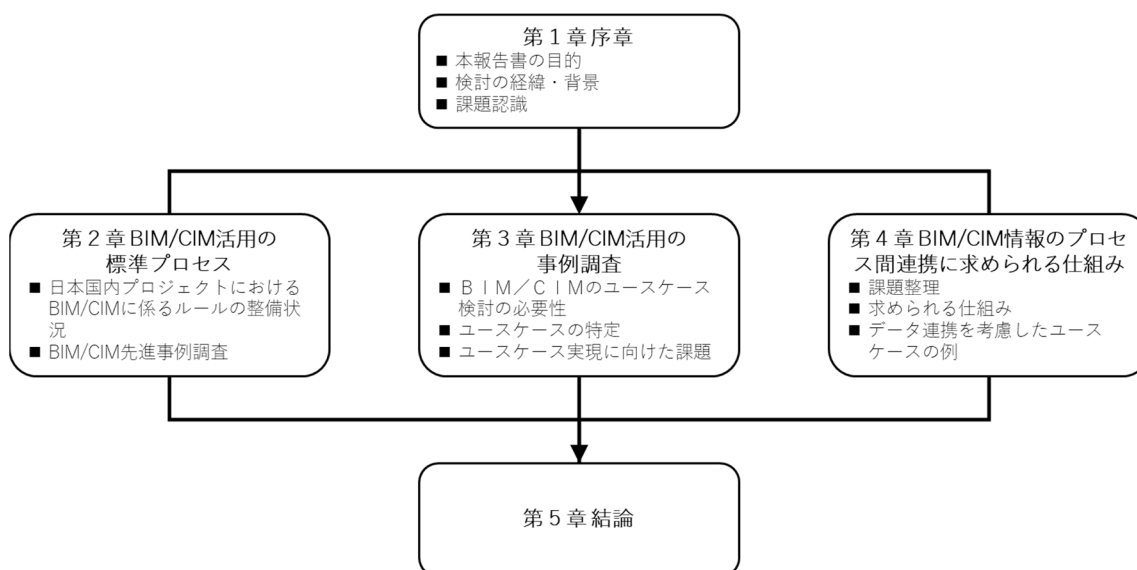 第１章 序章
■ 本報告書の目的
■ 検討の経緯・背景
■ 課題認識
第２章 BIM/CIM活用の
標準プロセス
■ 日本国内プロジェクトにおける
BIM/CIMに係るルールの整備状
況
■ BIM/CIM先進事例調査
第３章 BIM/CIM活用の
事例調査
■ ＢＩＭ／ＣＩＭのユースケース
検討の必要性
■ ユースケースの特定
■ ユースケース実現に向けた課題
第４章 BIM/CIM情報のプロセ
ス間連携に求められる仕組み
■ 課題整理
■ 求められる仕組み
■ データ連携を考慮したユース
ケースの例
第５章 結論